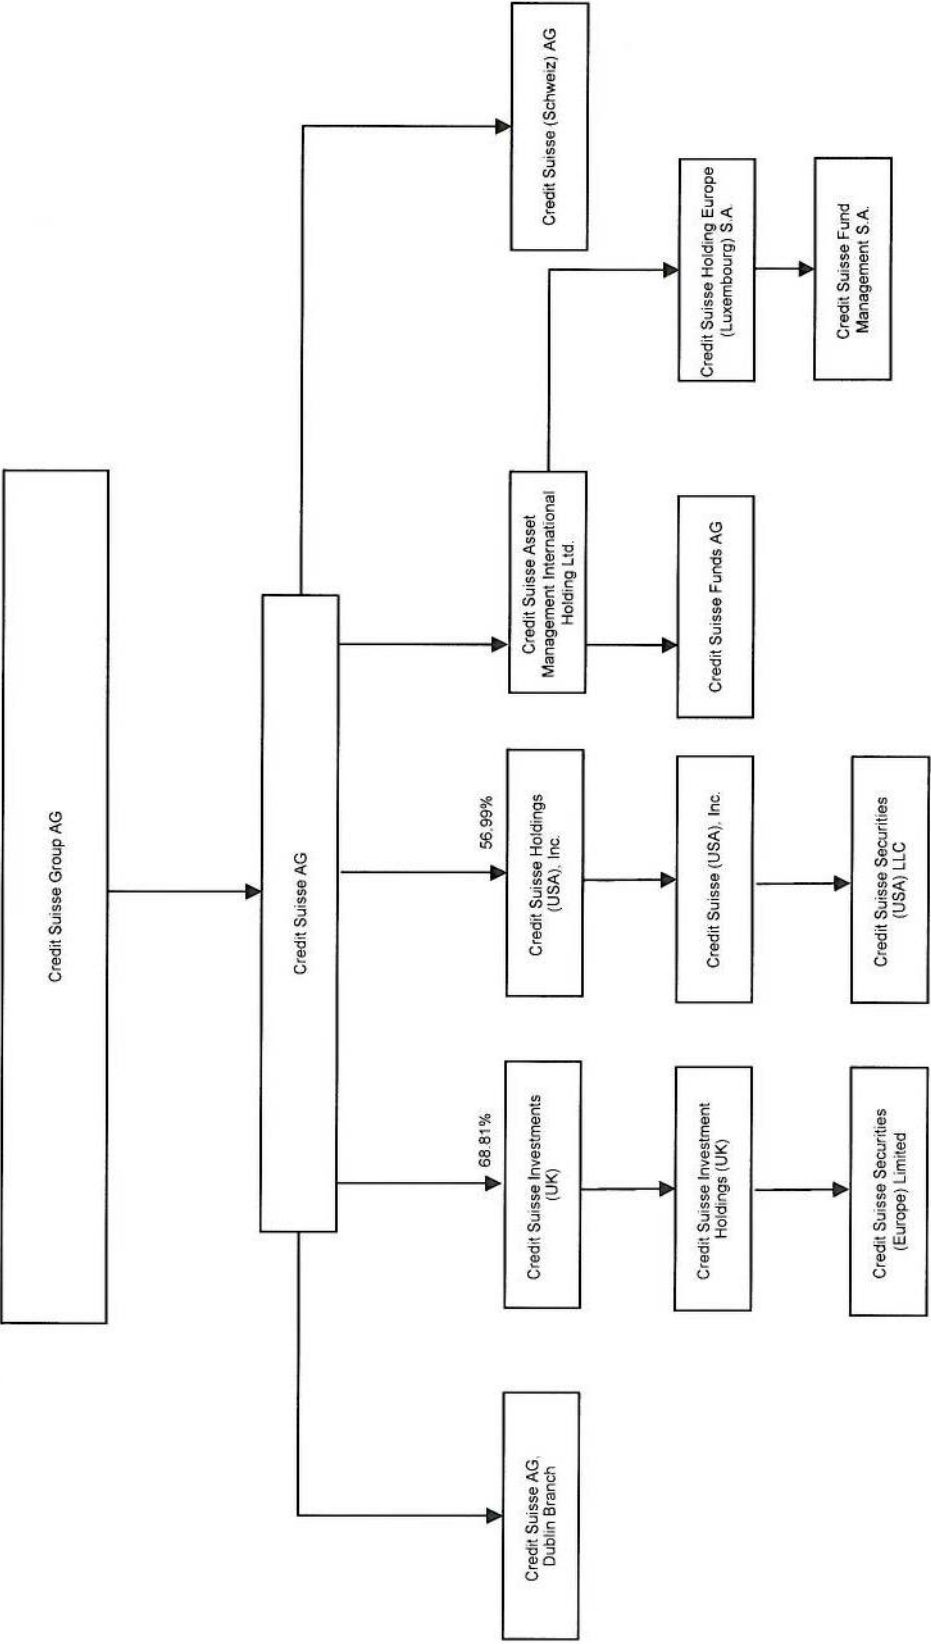 Credit Suisse Group AG
Credit Suisse AG
68.81%
56.99%
Credit Suisse AG,
Dublin Branch
Credit Suisse Investments
(UK)
Credit Suisse Holdings
(USA), Inc.
Credit Suisse Asset
Management International
Holding Ltd.
Credit Suisse (Schweiz) AG
Credit Suisse Investment
Holdings (UK)
Credit Suisse (USA), Inc.
Credit Suisse Funds AG
Credit Suisse Holding Europe
(Luxembourg) S.A.
Credit Suisse Securities
(Europe) Limited
Credit Suisse Securities
(USA) LLC
Credit Suisse Fund
Management S.A.